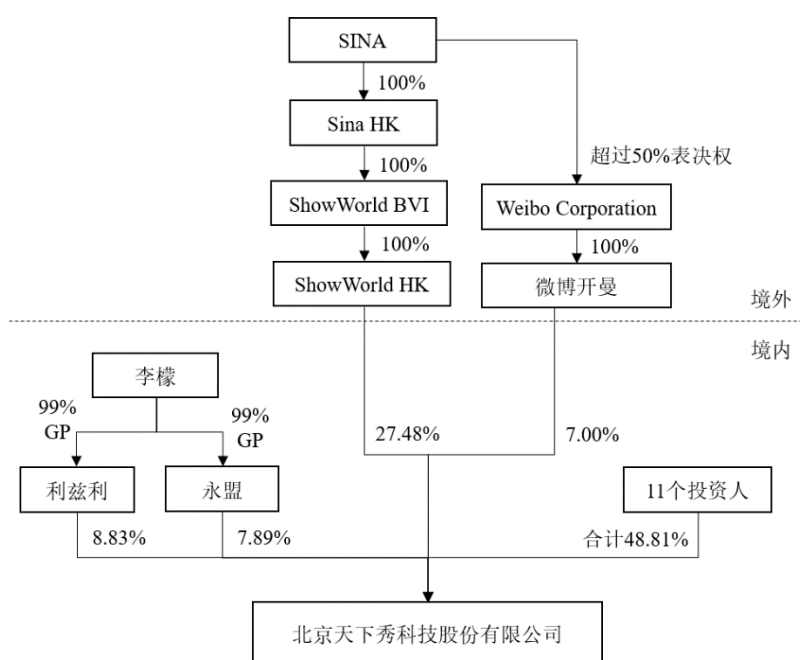 SINA
100%
Sina HK
超过50%表决权
100%
ShowWorld BVI
Weibo Corporation
100%
100%
ShowWorld HK
微博开曼
境外
境内
李檬
99%
GP
99%
GP
27.48%
7.00%
利兹利
永盟
11个投资人
8.83%
7.89%
合计48.81%
北京天下秀科技股份有限公司